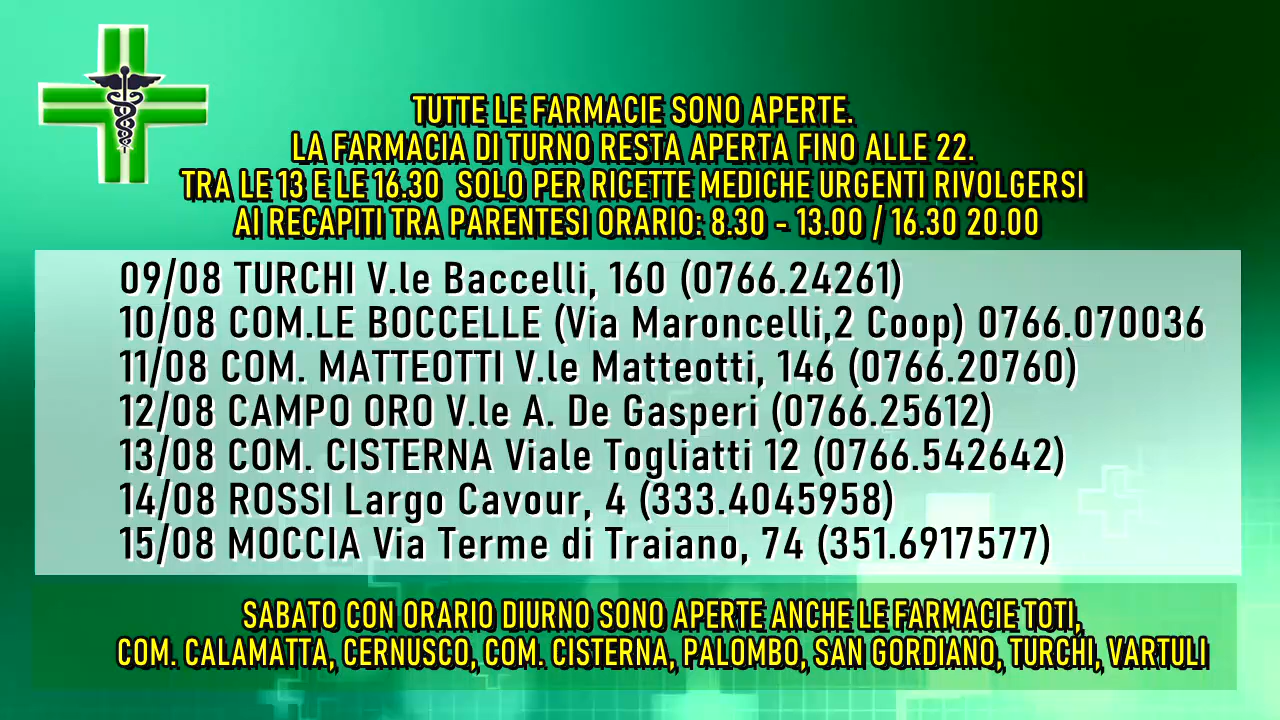 TUTTE LE FARMACIE SONO APERTE.
LA FARMACIA DI TURNO RESTA APERTA FINO ALLE 22.
TRA LE 13 E LE 16.30 SOLO PER RICETTE MEDICHE URGENTI RIVOLGERSI
AI RECAPITI TRA PARENTESI ORARIO: 8.30 - 13.00 / 16.30 20.00
09/08 TURCHI V.le Baccelli, 160 (0766.24261)
10/08 COM.LE BOCCELLE (Via Maroncelli,2 Coop) 0766.070036
11/08 COM. MATTEOTTI V.le Matteotti, 146 (0766.20760)
12/08 CAMPO ORO V.le A. De Gasperi (0766.25612)
13/08 COM. CISTERNA Viale Togliatti 12 (0766.542642)
14/08 ROSSI Largo Cavour, 4 (333.4045958)
15/08 MOCCIA Via Terme di Traiano, 74 (351.6917577)
SABATO CON ORARIO DIURNO SONO APERTE ANCHE LE FARMACIE TOTI,
COM. CALAMATTA, CERNUSCO, COM. CISTERNA, PALOMBO, SAN GORDIANO, TURCHI, VARTULI